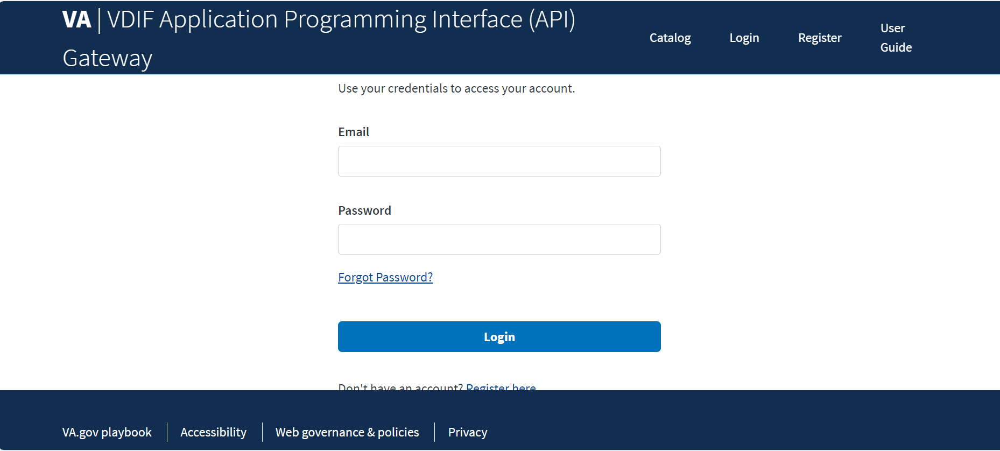 VA | VDIF Application Programming Interface (API)
Gateway
Catalog
Login
Register
User
Guide
Use your credentials to access your account.
Email
Password
Forgot Password?
Login
Don't have an account? Register here
VA.gov playbook
Accessibility
Web governance & policies
Privacy